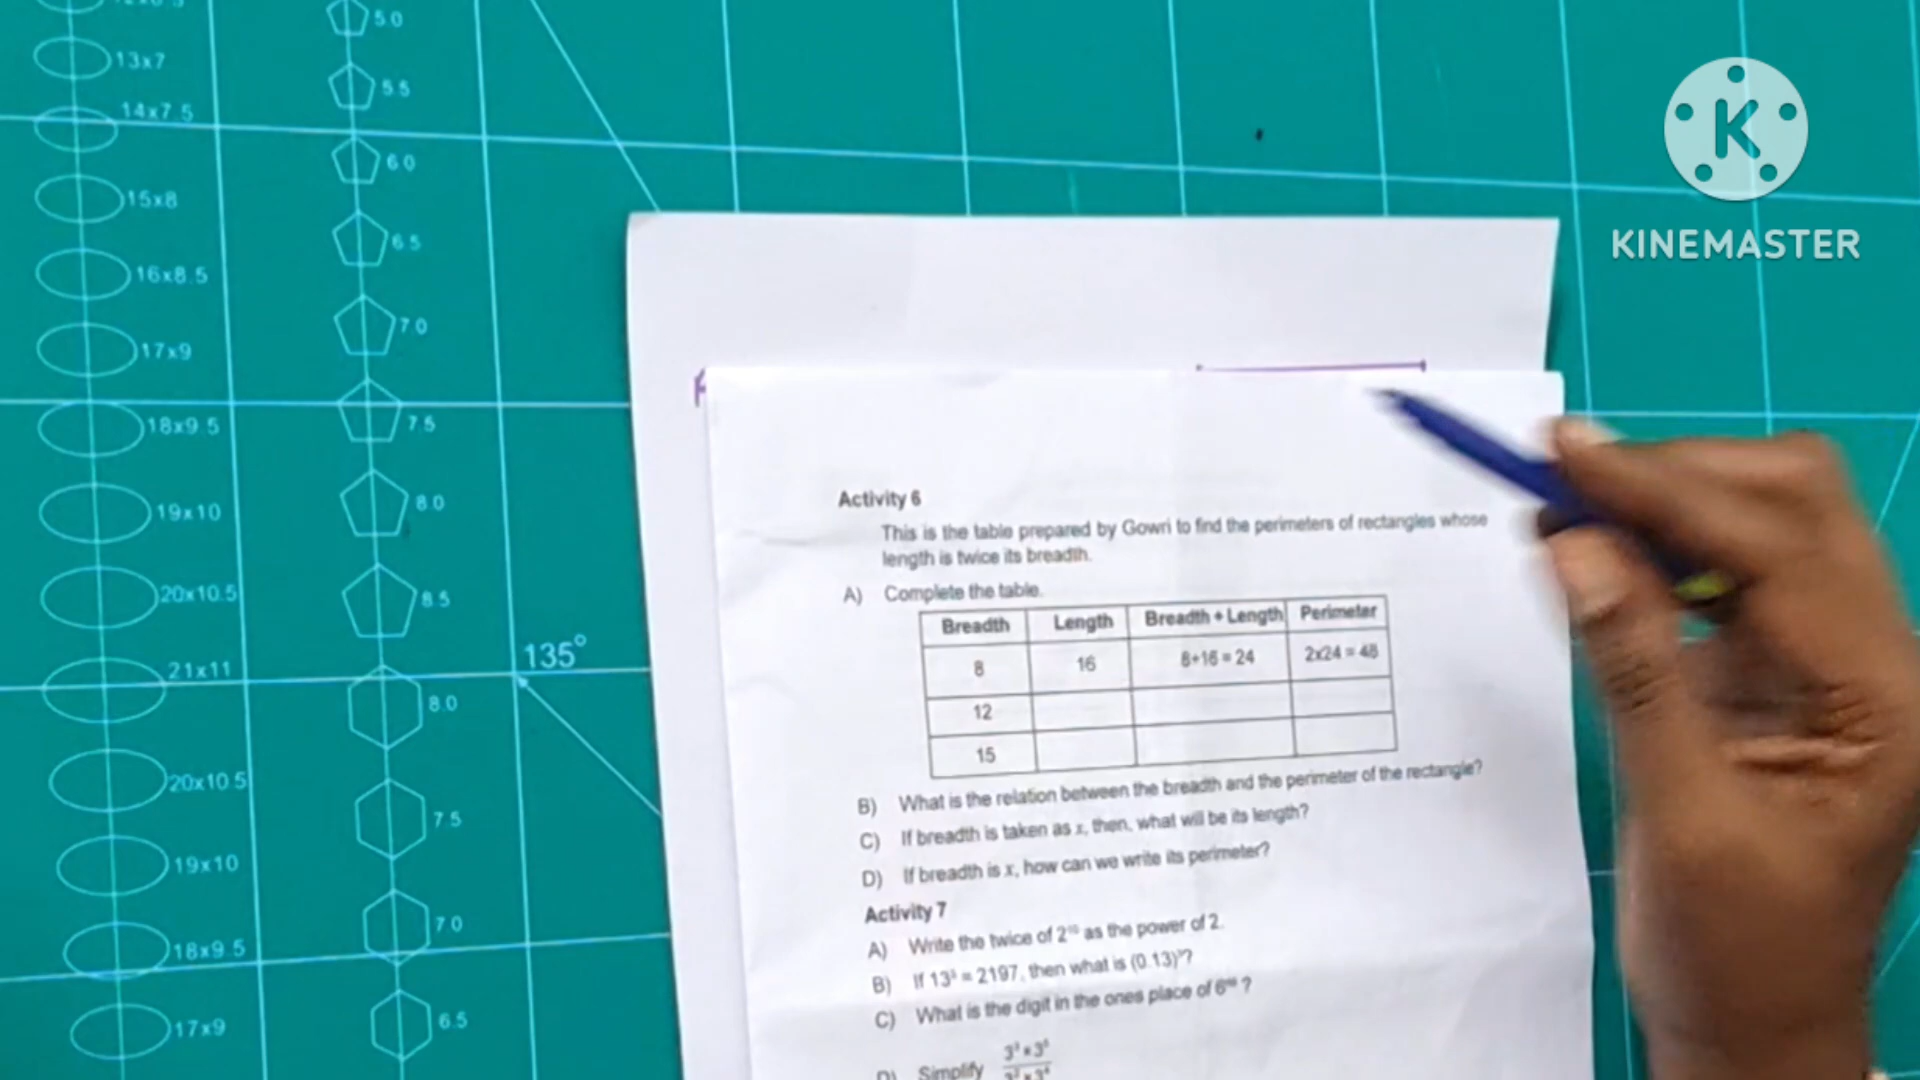 13x7
14x7.5
15x8
16x8.5
17x9
18x9.5
19x10
20x10.5
21x11
20x10.5
19x10
18x9.5
17x9
5.0
5.5
6.0
6.5
7.0
7.5
8.0
8.5
8.0
7.5
7.0
6.5
135°
K
KINEMASTER
Activity 6
This is the table prepared by Gowri to find the perimeters of rectangles whose
length is twice its breadth.
A) Complete the table.
Breadth Length Breadth + Length Perimeter
8 16 8+16 = 24 2x24 = 48
12
15
B) What is the relation between the breadth and the perimeter of the rectangle?
C) If breadth is taken as x, then, what will be its length?
D) If breadth is x, how can we write its perimeter?
Activity 7
A) Write the twice of as the power of 2.
B) If 13³ = 2197, then what is (0.13)³?
C) What is the digit in the ones place of ?
D) Simplify